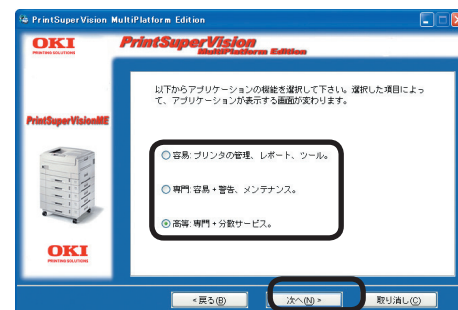 PrintSuperVision MultiPlatform Edition
OKI
PRINTING SOLUTIONS
PrintSuperVision
MultiPlatform Edition
以下からアプリケーションの機能を選択して下さい。選択した項目によっ
て、アプリケーションが表示する画面が変わります。
PrintSuperVisionME
容易: プリンタの管理、レポート、ツール。
専門: 容易 + 警告、メンテナンス。
高等: 専門 + 分散サービス。
OKI
PRINTING SOLUTIONS
< 戻る(B)
次へ(N) >
取り消し(C)